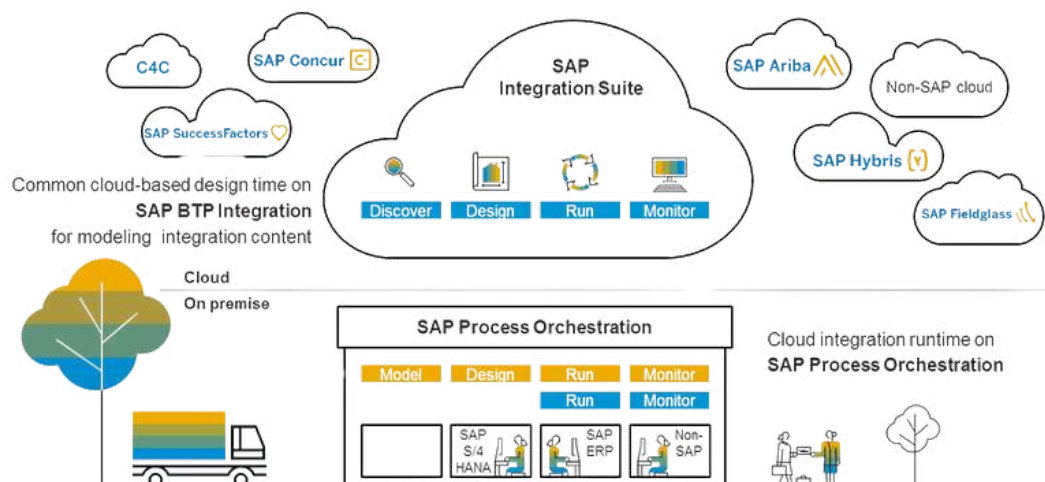 C4C
SAP Concur C
SAP SuccessFactors
SAP
Integration Suite
SAP Ariba
Non-SAP cloud
SAP Hybris (Y)
SAP Fieldglass
Discover
Design
Run
Monitor
Common cloud-based design time on
SAP BTP Integration
for modeling integration content
Cloud
On premise
SAP Process Orchestration
Model
Design
Run
Monitor
Run
Monitor
SAP
S/4
HANA
SAP
ERP
Non-
SAP
Cloud integration runtime on
SAP Process Orchestration